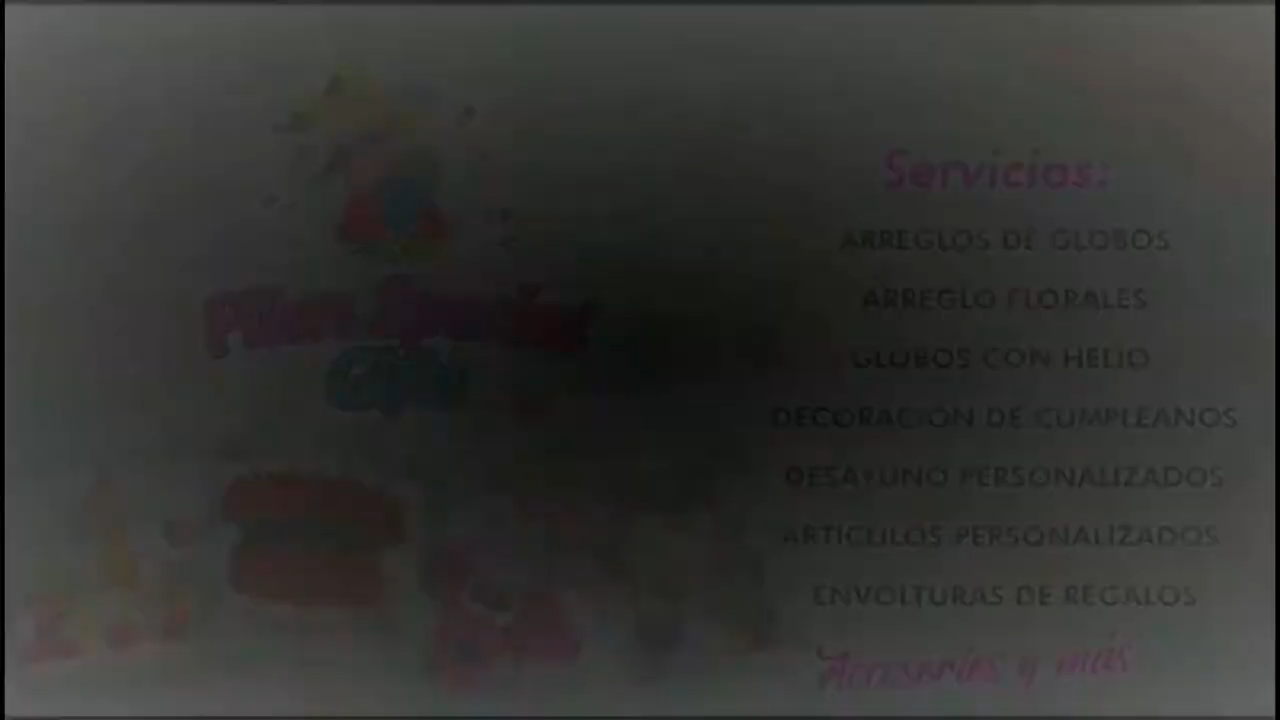 Servicios:
ARREGLOS DE GLOBOS
ARREGLO FLORALES
GLOBOS CON HELIO
DECORACION DE CUMPLEANOS
DESAYUNO PERSONALIZADOS
ARTICULOS PERSONALIZADOS
ENVOLTURAS DE REGALOS
Accesorios y más